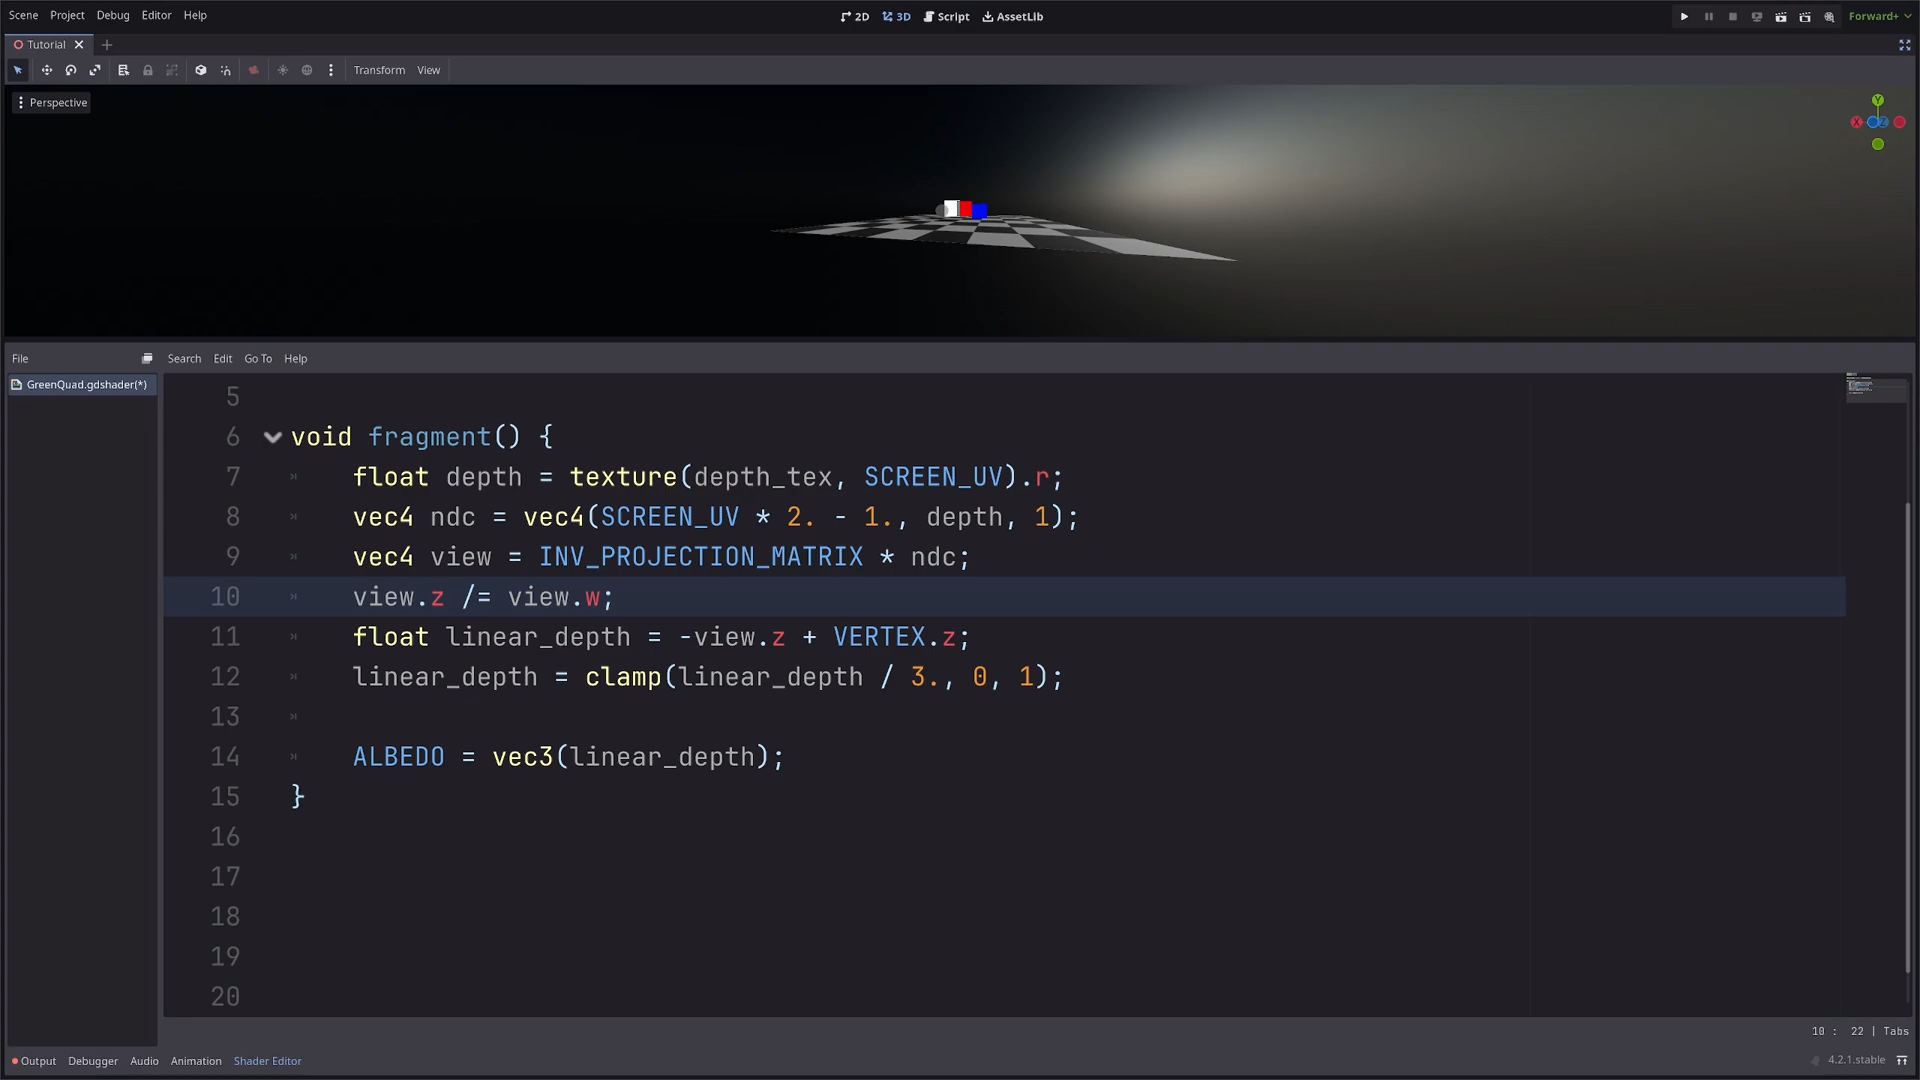 Scene Project Debug Editor Help
2D 3D Script AssetLib
Forward+
Tutorial
Transform View
Perspective
Y
X Z
File
Search Edit Go To Help
GreenQuad.gdshader(*)
5
6 void fragment() {
7 float depth = texture(depth_tex, SCREEN_UV).r;
8 vec4 ndc = vec4(SCREEN_UV * 2. - 1., depth, 1);
9 vec4 view = INV_PROJECTION_MATRIX * ndc;
10 view.z /= view.w;
11 float linear_depth = -view.z + VERTEX.z;
12 linear_depth = clamp(linear_depth / 3., 0, 1);
13
14 ALBEDO = vec3(linear_depth);
15 }
16
17
18
19
20
10 : 22 | Tabs
Output Debugger Audio Animation Shader Editor
4.2.1.stable